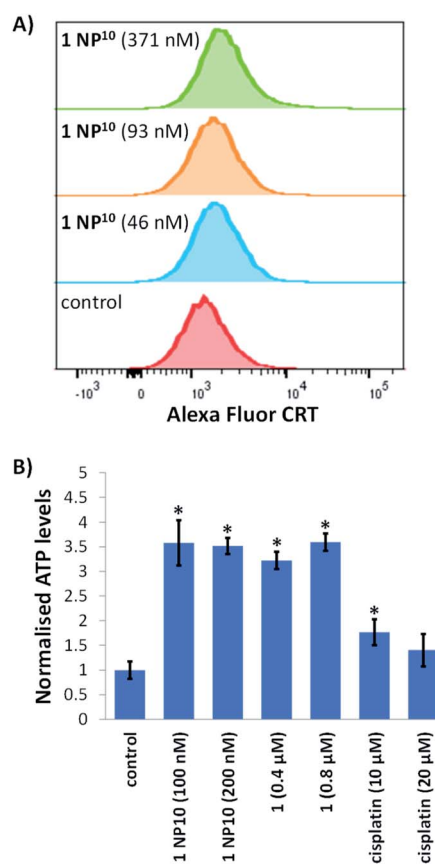 A)
1 NP¹⁰ (371 nM)
1 NP¹⁰ (93 nM)
1 NP¹⁰ (46 nM)
control
-10³ 0 10³ 10⁴ 10⁵
Alexa Fluor CRT
B)
Normalised ATP levels
5
4.5
4
3.5
3
2.5
2
1.5
1
0.5
0
* * * * *
control
1 NP10 (100 nM)
1 NP10 (200 nM)
1 (0.4 µM)
1 (0.8 µM)
cisplatin (10 µM)
cisplatin (20 µM)